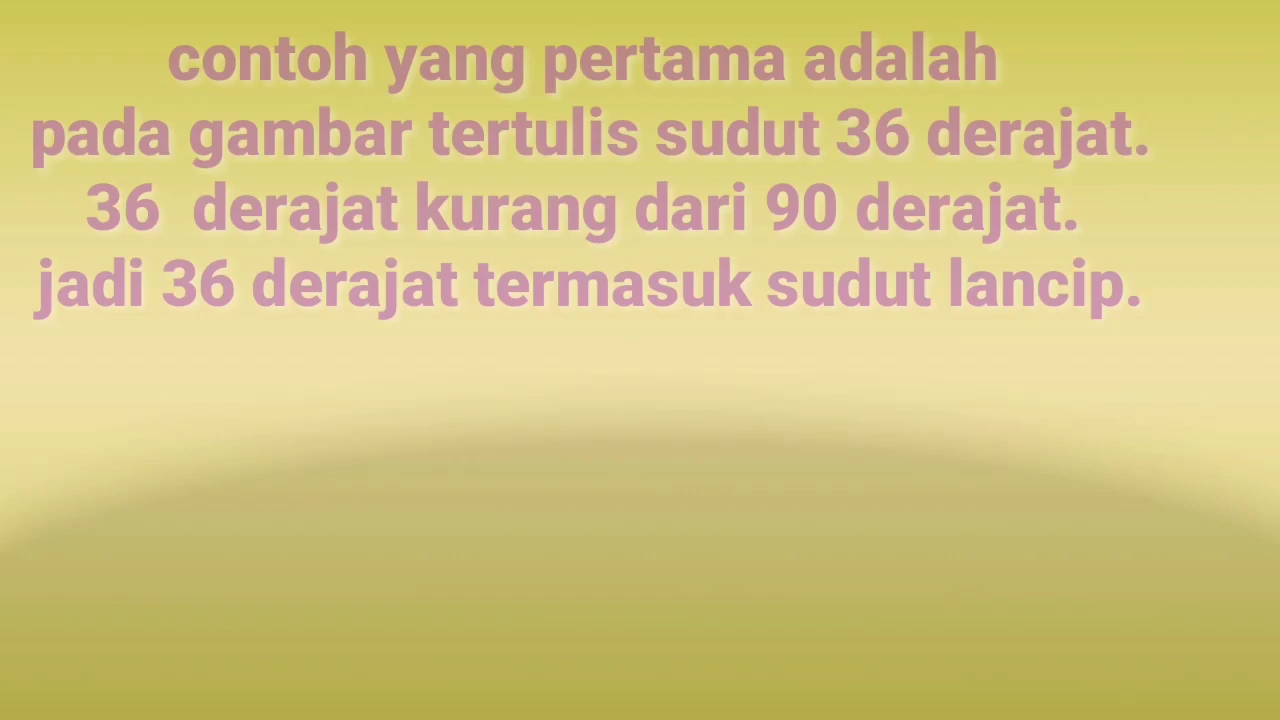 contoh yang pertama adalah
pada gambar tertulis sudut 36 derajat.
36  derajat kurang dari 90 derajat.
jadi 36 derajat termasuk sudut lancip.